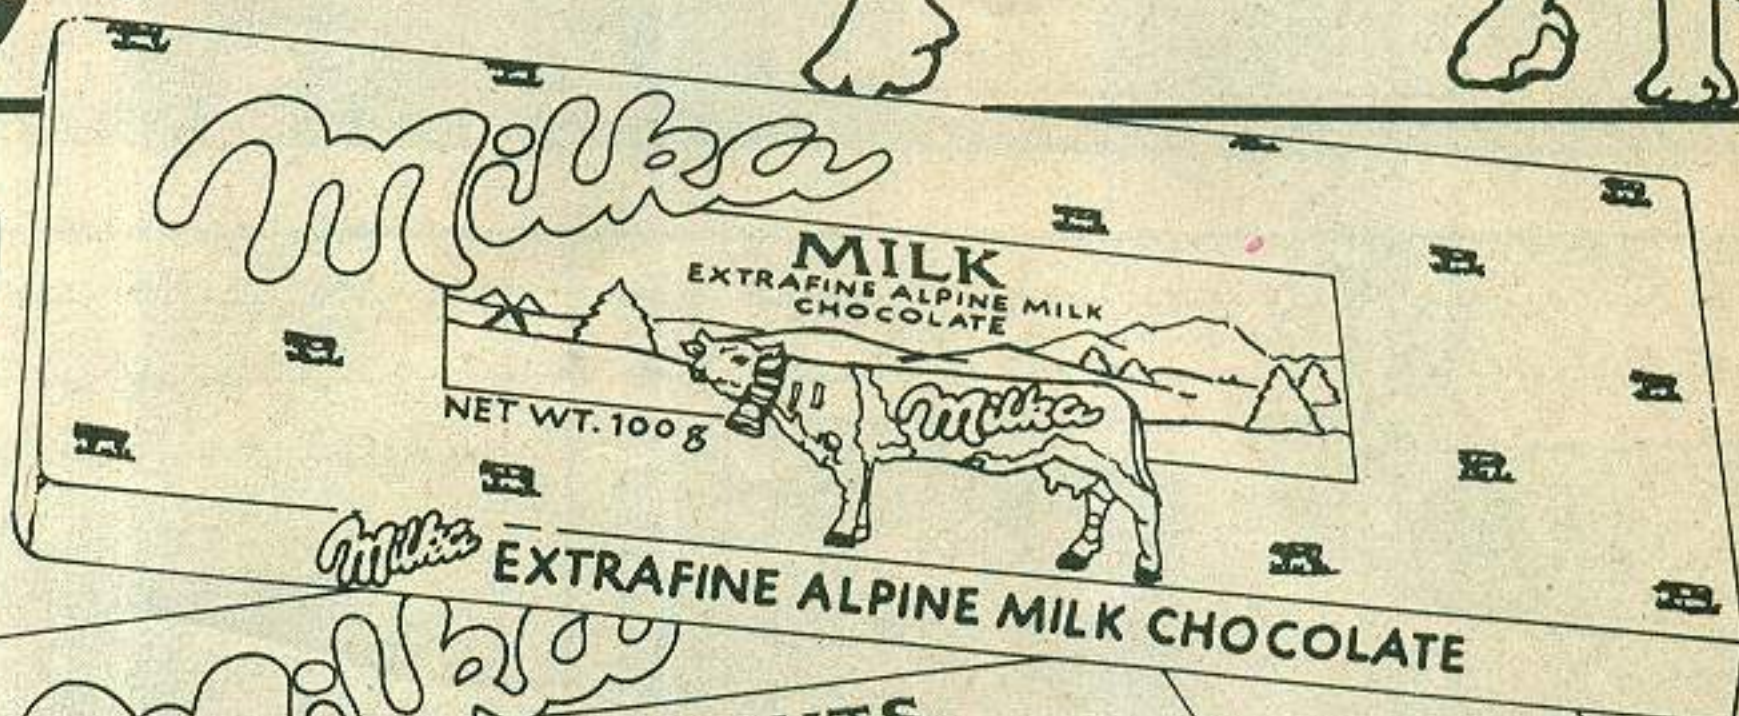 Milka
MILK
EXTRAFINE ALPINE MILK
CHOCOLATE
Milka
NET WT. 100 g
Milka EXTRAFINE ALPINE MILK CHOCOLATE
Milka